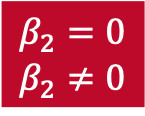 β₂ = 0
β₂ ≠ 0